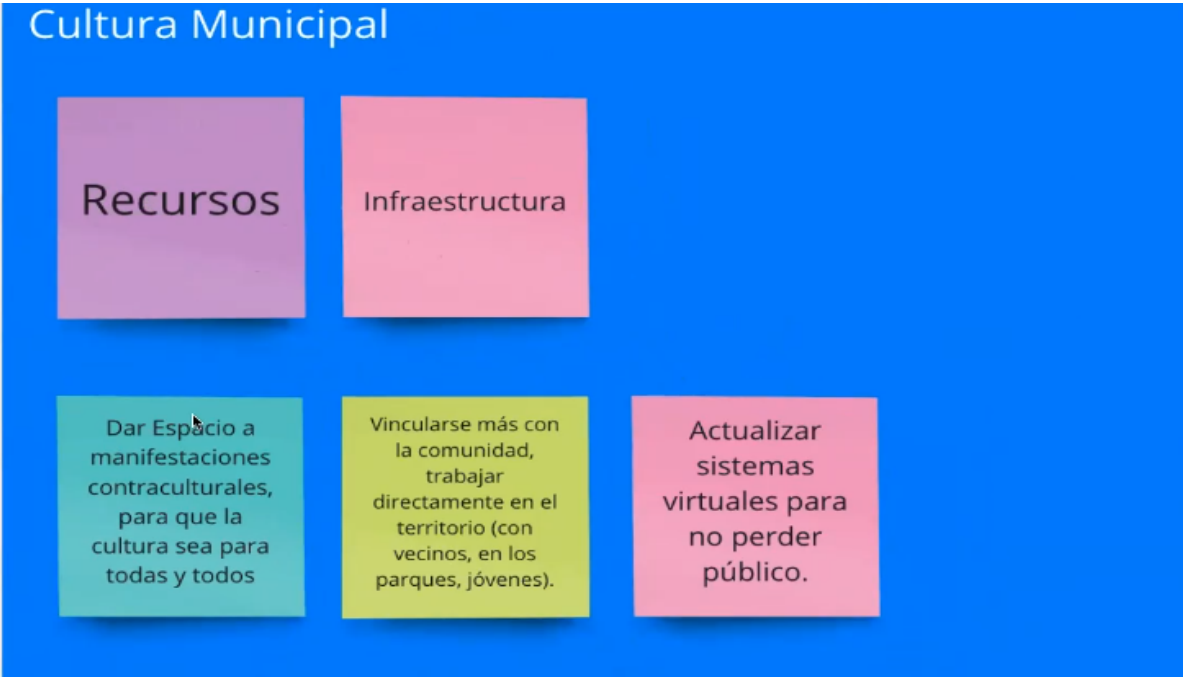 Cultura Municipal
Recursos
Infraestructura
Dar Espacio a
manifestaciones
contraculturales,
para que la
cultura sea para
todas y todos
Vincularse más con
la comunidad,
trabajar
directamente en el
territorio (con
vecinos, en los
parques, jóvenes).
Actualizar
sistemas
virtuales para
no perder
público.